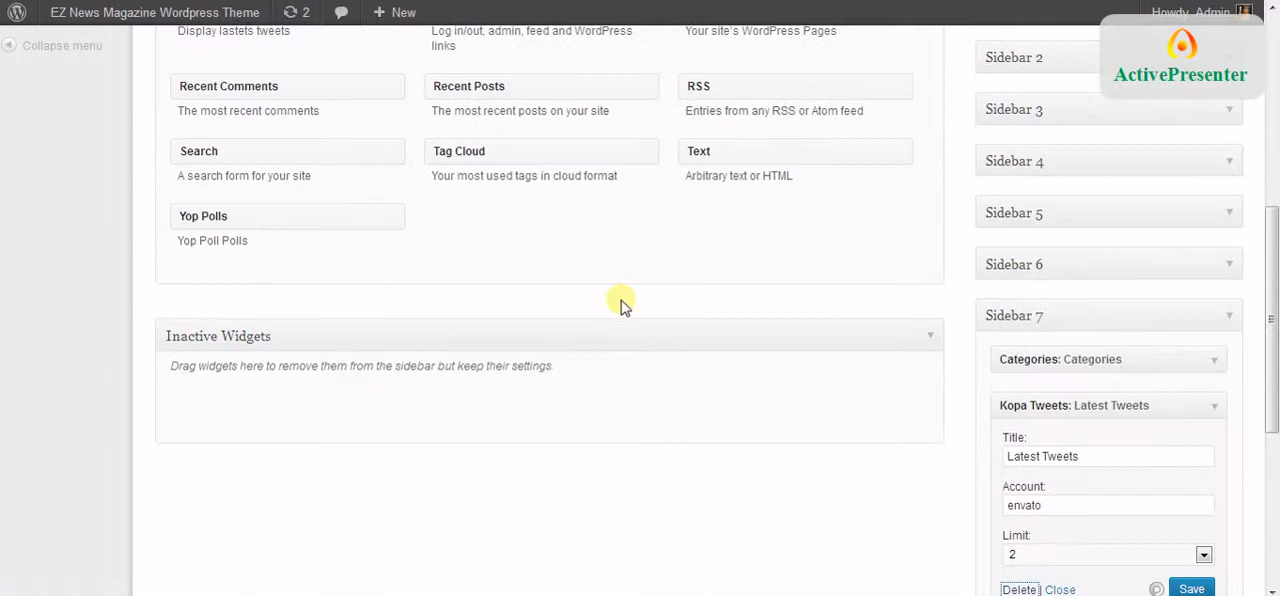 EZ News Magazine Wordpress Theme 2 New Howdy, Admin
Collapse menu
ActivePresenter
Display lastets tweets
Log in/out, admin, feed and WordPress
links
Your site's WordPress Pages
Recent Comments
The most recent comments
Recent Posts
The most recent posts on your site
RSS
Entries from any RSS or Atom feed
Search
A search form for your site
Tag Cloud
Your most used tags in cloud format
Text
Arbitrary text or HTML
Yop Polls
Yop Poll Polls
Inactive Widgets
Drag widgets here to remove them from the sidebar but keep their settings.
Sidebar 2
Sidebar 3
Sidebar 4
Sidebar 5
Sidebar 6
Sidebar 7
Categories: Categories
Kopa Tweets: Latest Tweets
Title:
Latest Tweets
Account:
envato
Limit:
2
Delete | Close Save